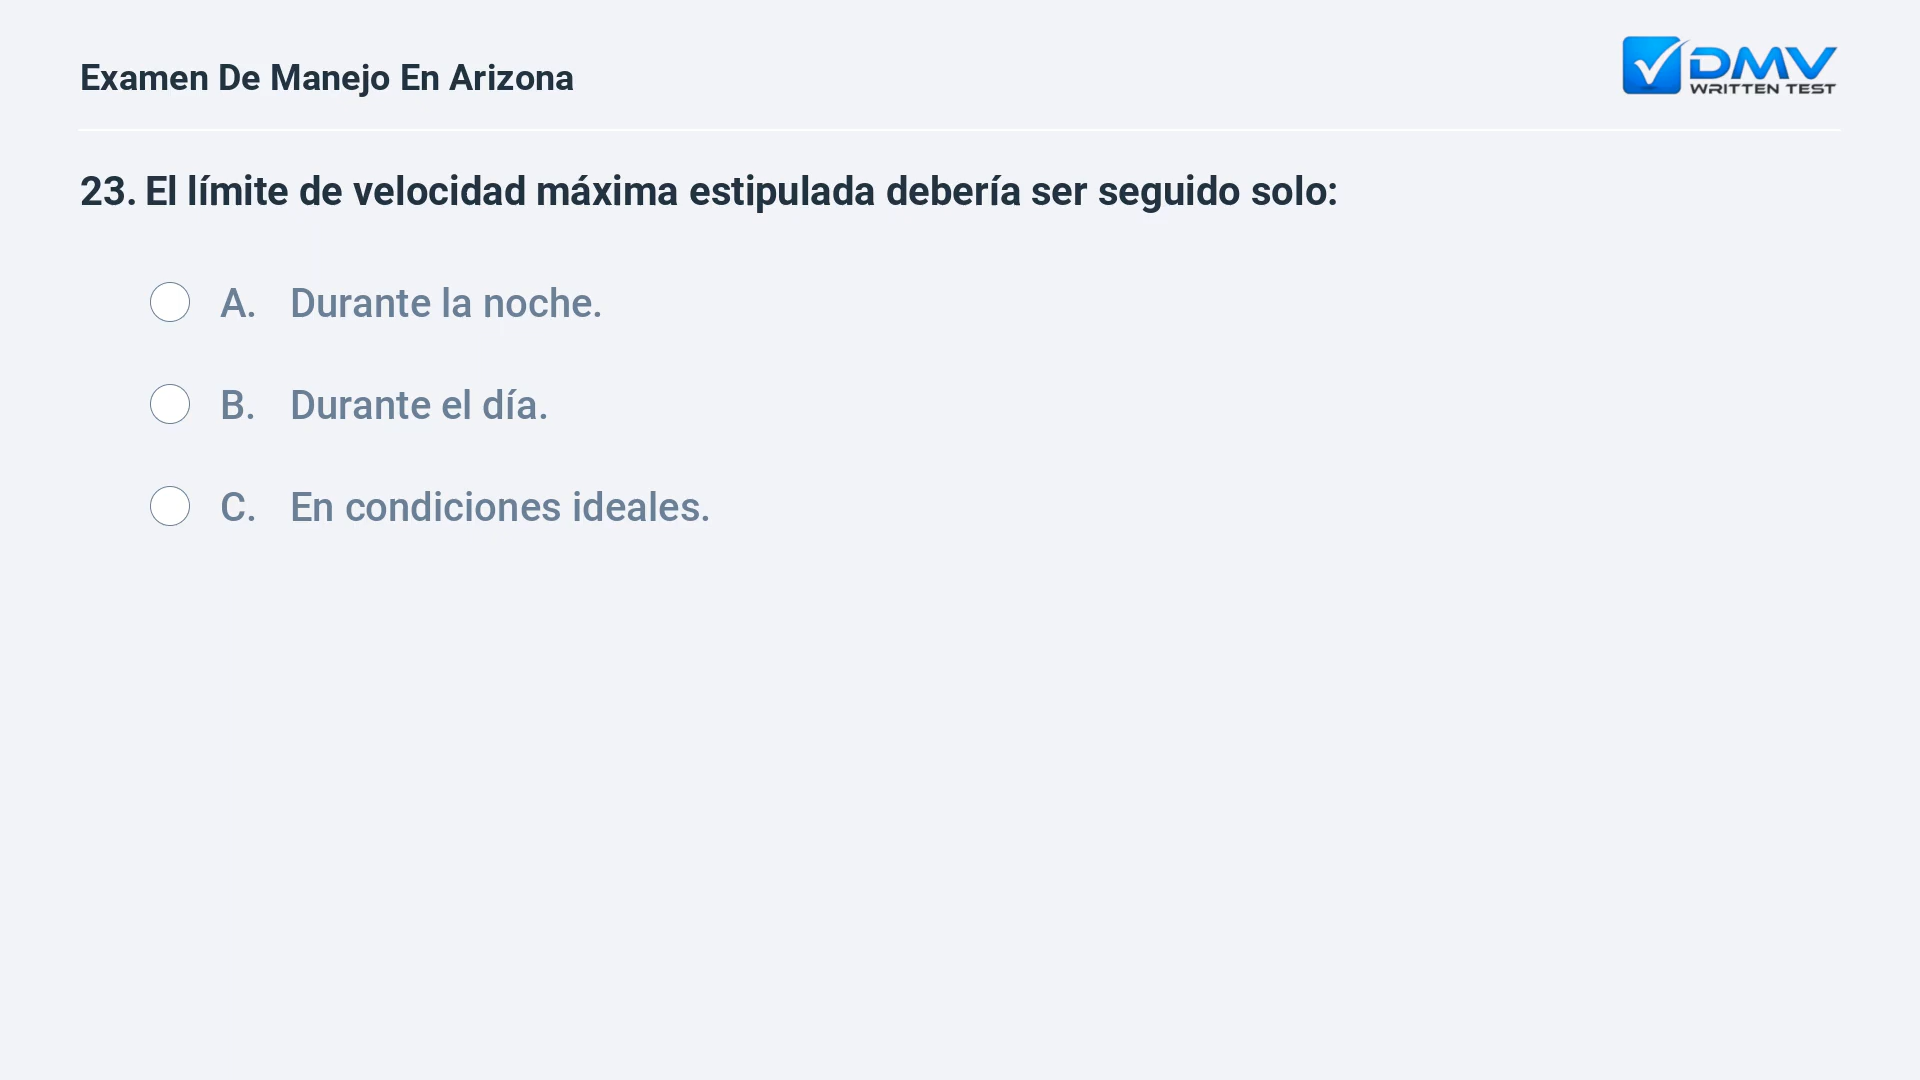 Examen De Manejo En Arizona
DMV
WRITTEN TEST
23. El límite de velocidad máxima estipulada debería ser seguido solo:
A. Durante la noche.
B. Durante el día.
C. En condiciones ideales.